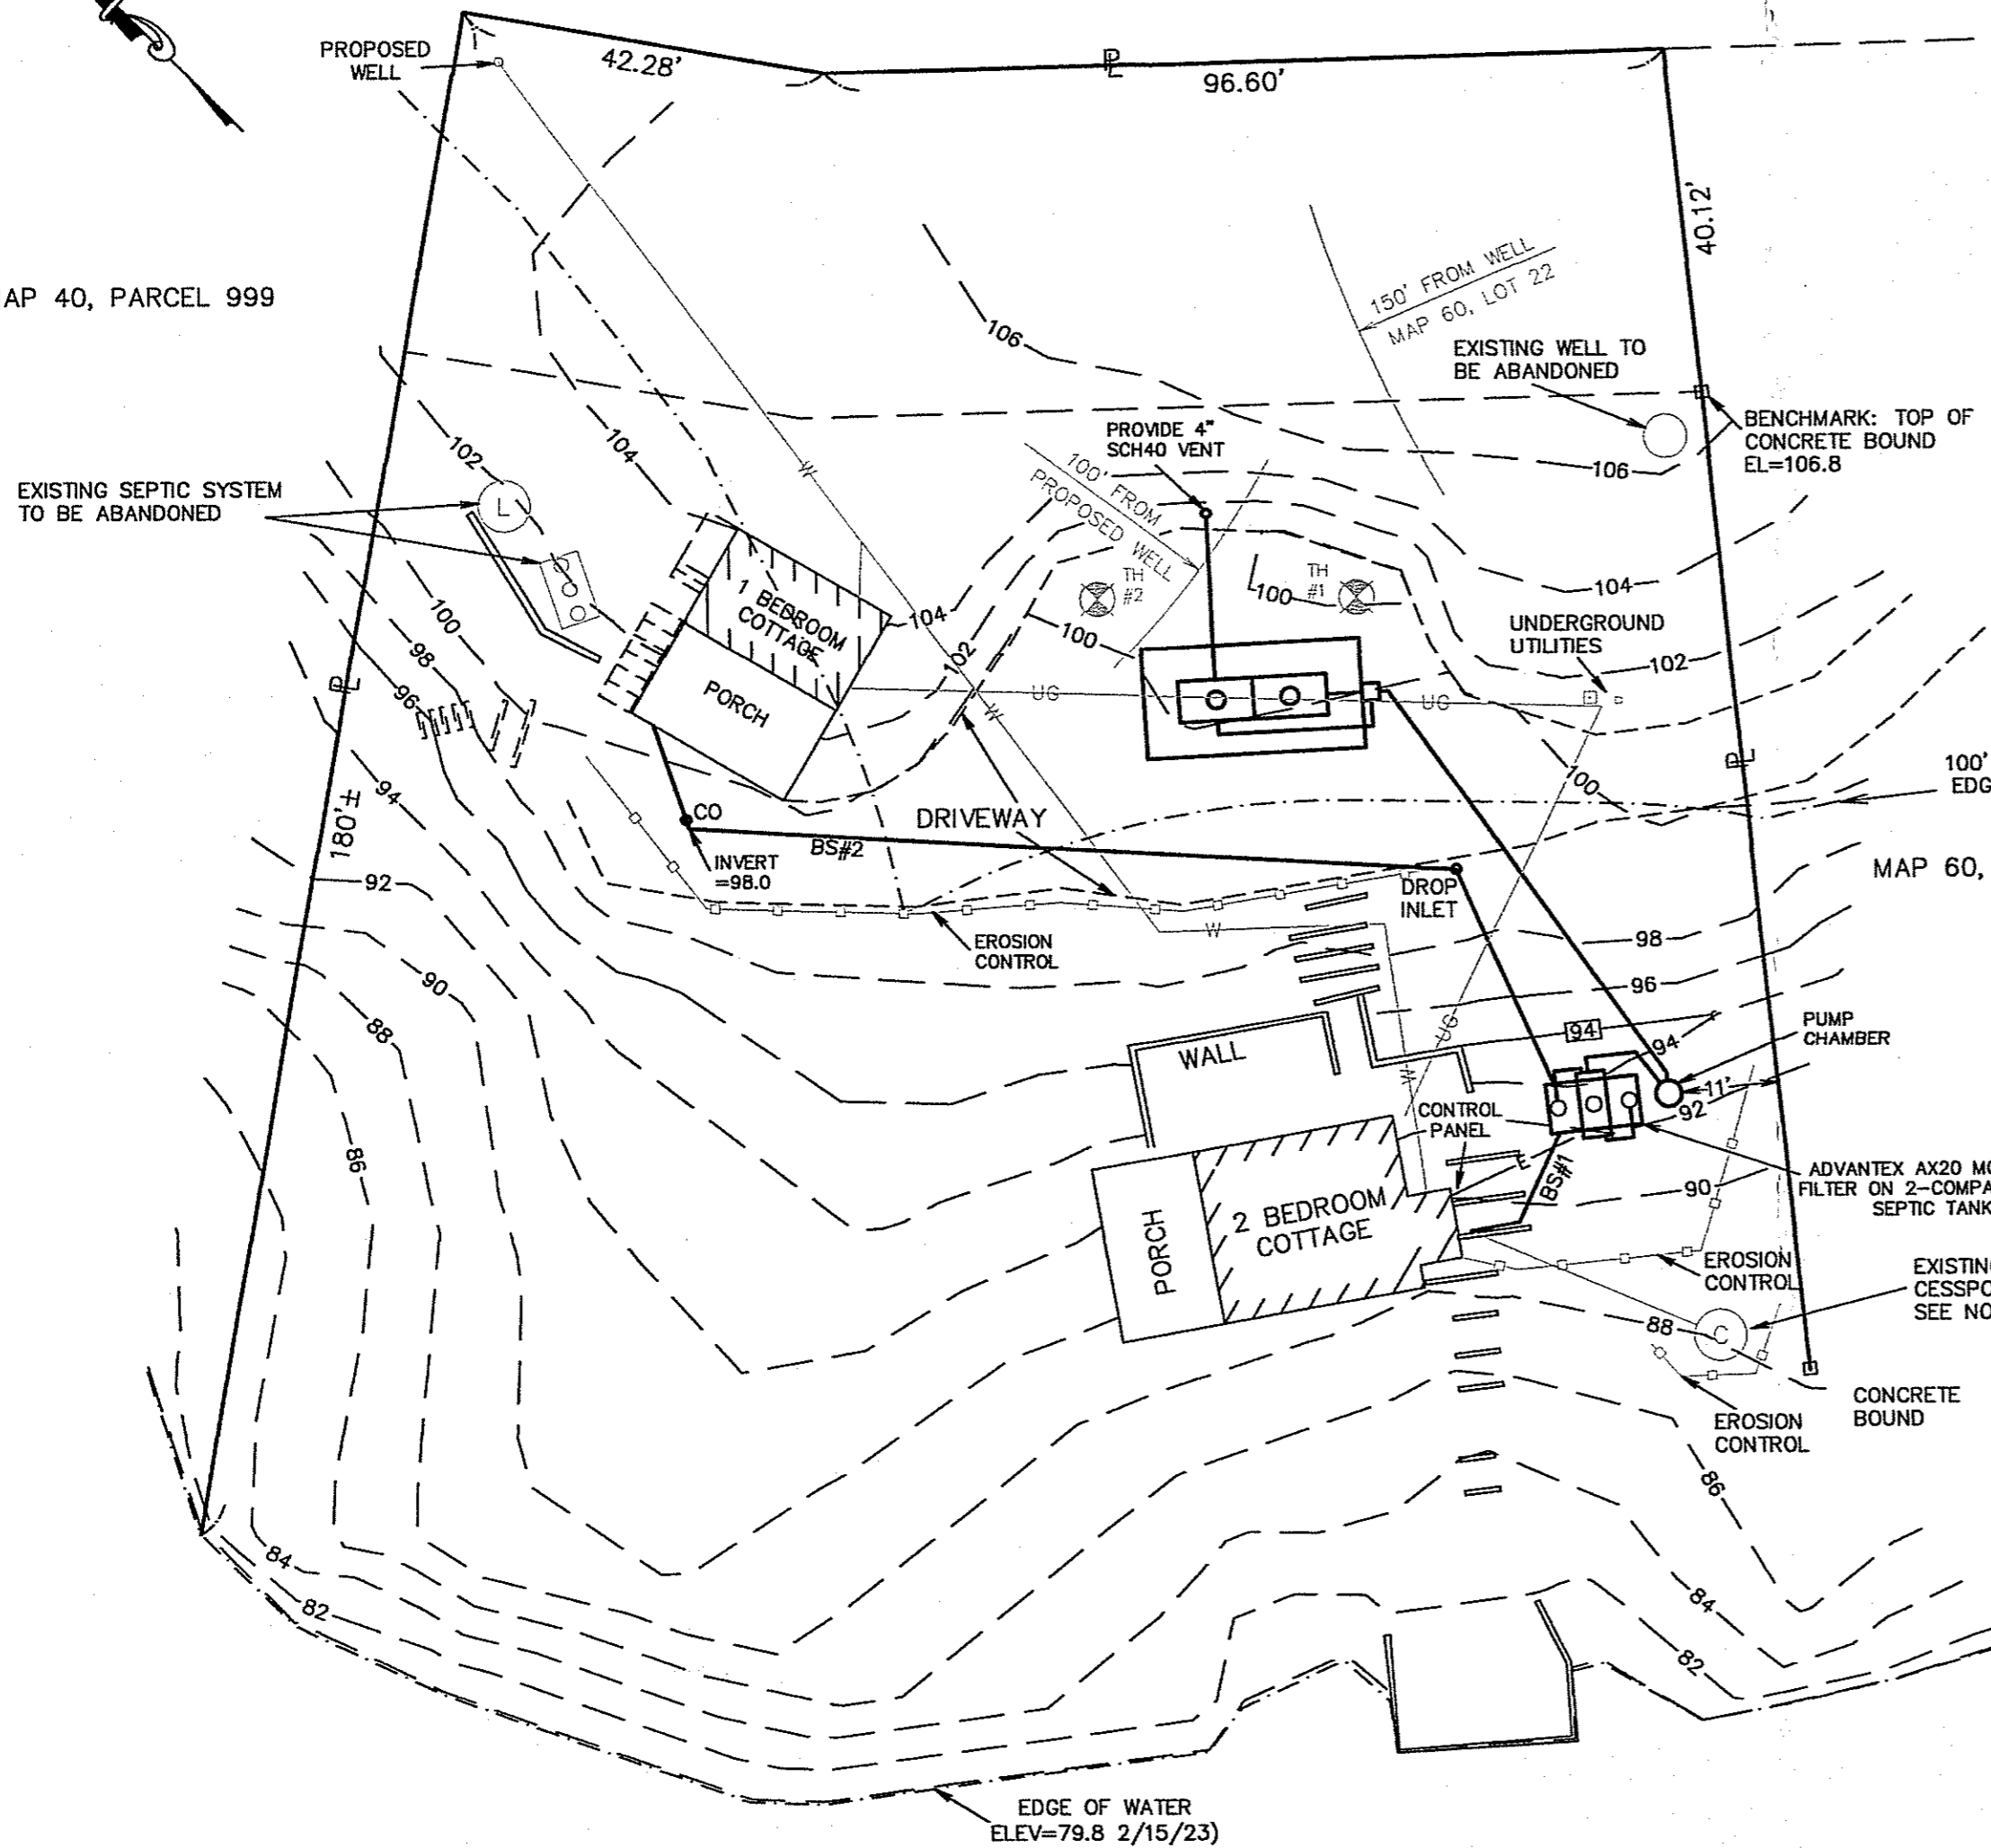 PROPOSED
WELL
42.28'
PL
96.60'
40.12'
AP 40, PARCEL 999
150' FROM WELL
MAP 60, LOT 22
106
EXISTING WELL TO
BE ABANDONED
BENCHMARK: TOP OF
CONCRETE BOUND
EL=106.8
PROVIDE 4"
SCH40 VENT
106
102
104
W
100' FROM
PROPOSED WELL
EXISTING SEPTIC SYSTEM
TO BE ABANDONED
L
TH
#2
TH
#1
100
104
1 BEDROOM
COTTAGE
104
100
100
UNDERGROUND
UTILITIES
102
98
102
PL
PORCH
UG
UG
96
W
PL
94
100
100'
EDG
180'±
CO
DRIVEWAY
BS#2
INVERT
=98.0
MAP 60,
92
DROP
INLET
W
98
EROSION
CONTROL
90
96
88
94
UG
PUMP
CHAMBER
WALL
94
W
11'
92
CONTROL
PANEL
86
E
BS#1
ADVANTEX AX20 MO
FILTER ON 2-COMPA
SEPTIC TANK
90
PORCH
2 BEDROOM
COTTAGE
EROSION
CONTROL
EXISTIN
CESSPO
SEE NO
88
C
CONCRETE
BOUND
EROSION
CONTROL
86
84
82
84
82
EDGE OF WATER
ELEV=79.8 2/15/23)